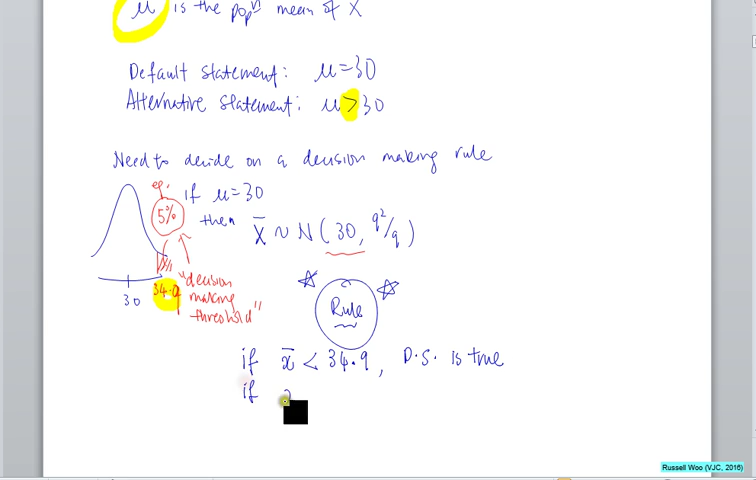 μ is the popⁿ mean of X
Default statement: μ=30
Alternative statement: μ>30
Need to decide on a decision making rule
eg. if μ=30
5% then X̄ ~ N(30, 9²/9)
30 34.9 "decision
making
threshold"
Rule
if x̄ < 34.9, D.S. is true
if
Russell Woo (VJC, 2016)